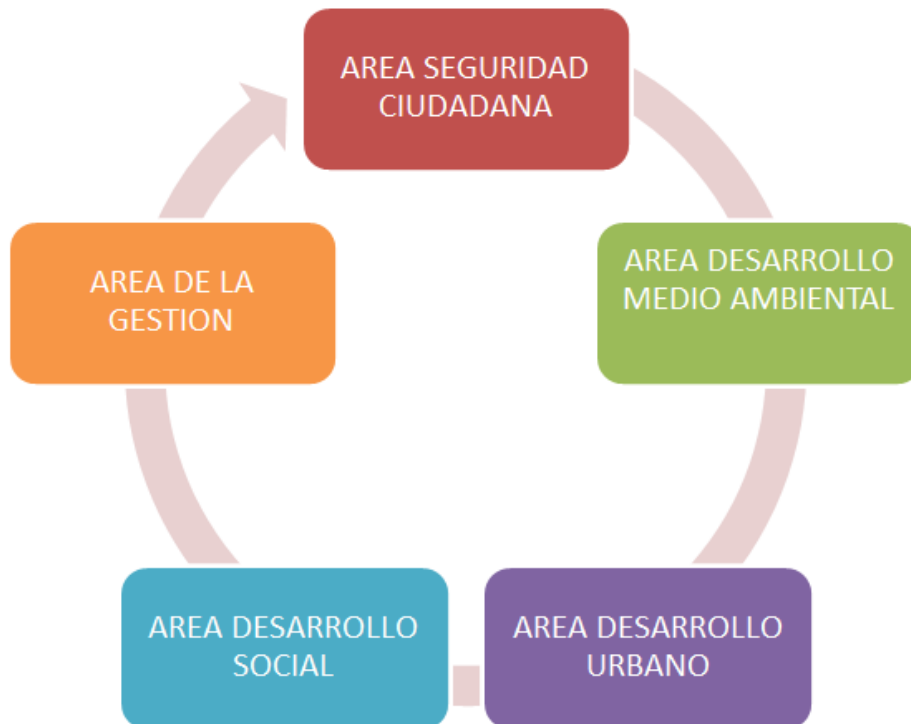 AREA SEGURIDAD
CIUDADANA
AREA DESARROLLO
MEDIO AMBIENTAL
AREA DESARROLLO
URBANO
AREA DESARROLLO
SOCIAL
AREA DE LA
GESTION